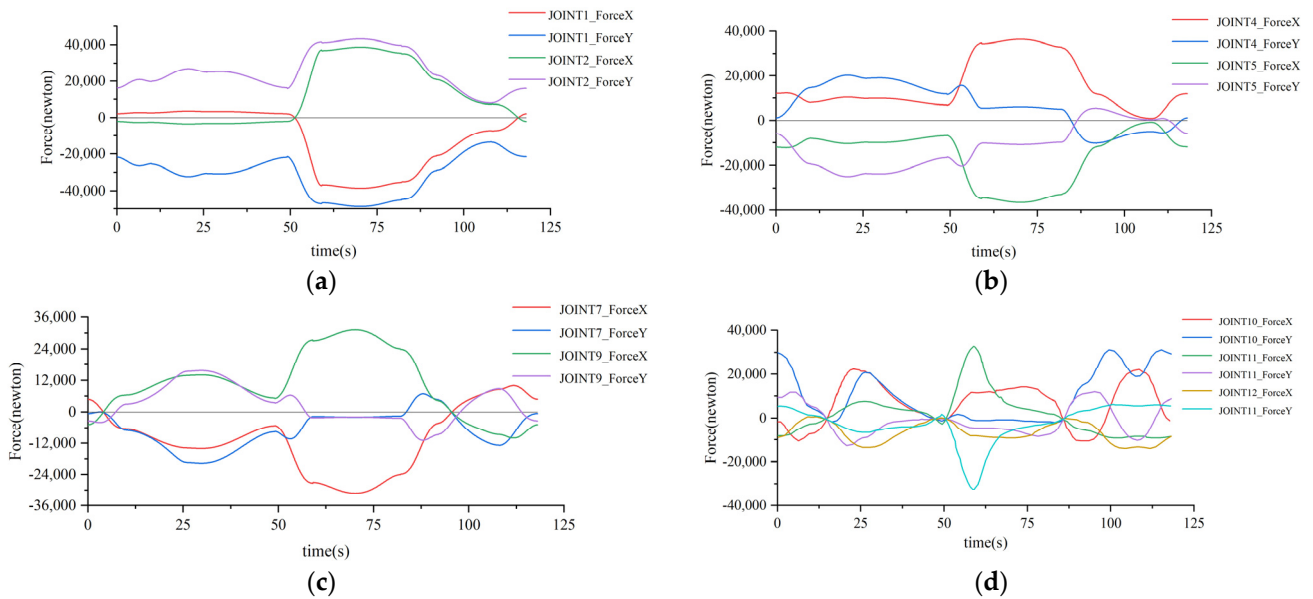 JOINT1_ForceX
JOINT1_ForceY
JOINT2_ForceX
JOINT2_ForceY
40,000
20,000
0
-20,000
-40,000
Force(newton)
0 25 50 75 100 125
time(s)
(a)
JOINT4_ForceX
JOINT4_ForceY
JOINT5_ForceX
JOINT5_ForceY
40,000
20,000
0
-20,000
-40,000
Force(newton)
0 25 50 75 100 125
time(s)
(b)
JOINT7_ForceX
JOINT7_ForceY
JOINT9_ForceX
JOINT9_ForceY
36,000
24,000
12,000
0
-12,000
-24,000
-36,000
Force(newton)
0 25 50 75 100 125
time(s)
(c)
JOINT10_ForceX
JOINT10_ForceY
JOINT11_ForceX
JOINT11_ForceY
JOINT12_ForceX
JOINT11_ForceY
40,000
20,000
0
-20,000
-40,000
Force(newton)
0 25 50 75 100 125
time(s)
(d)